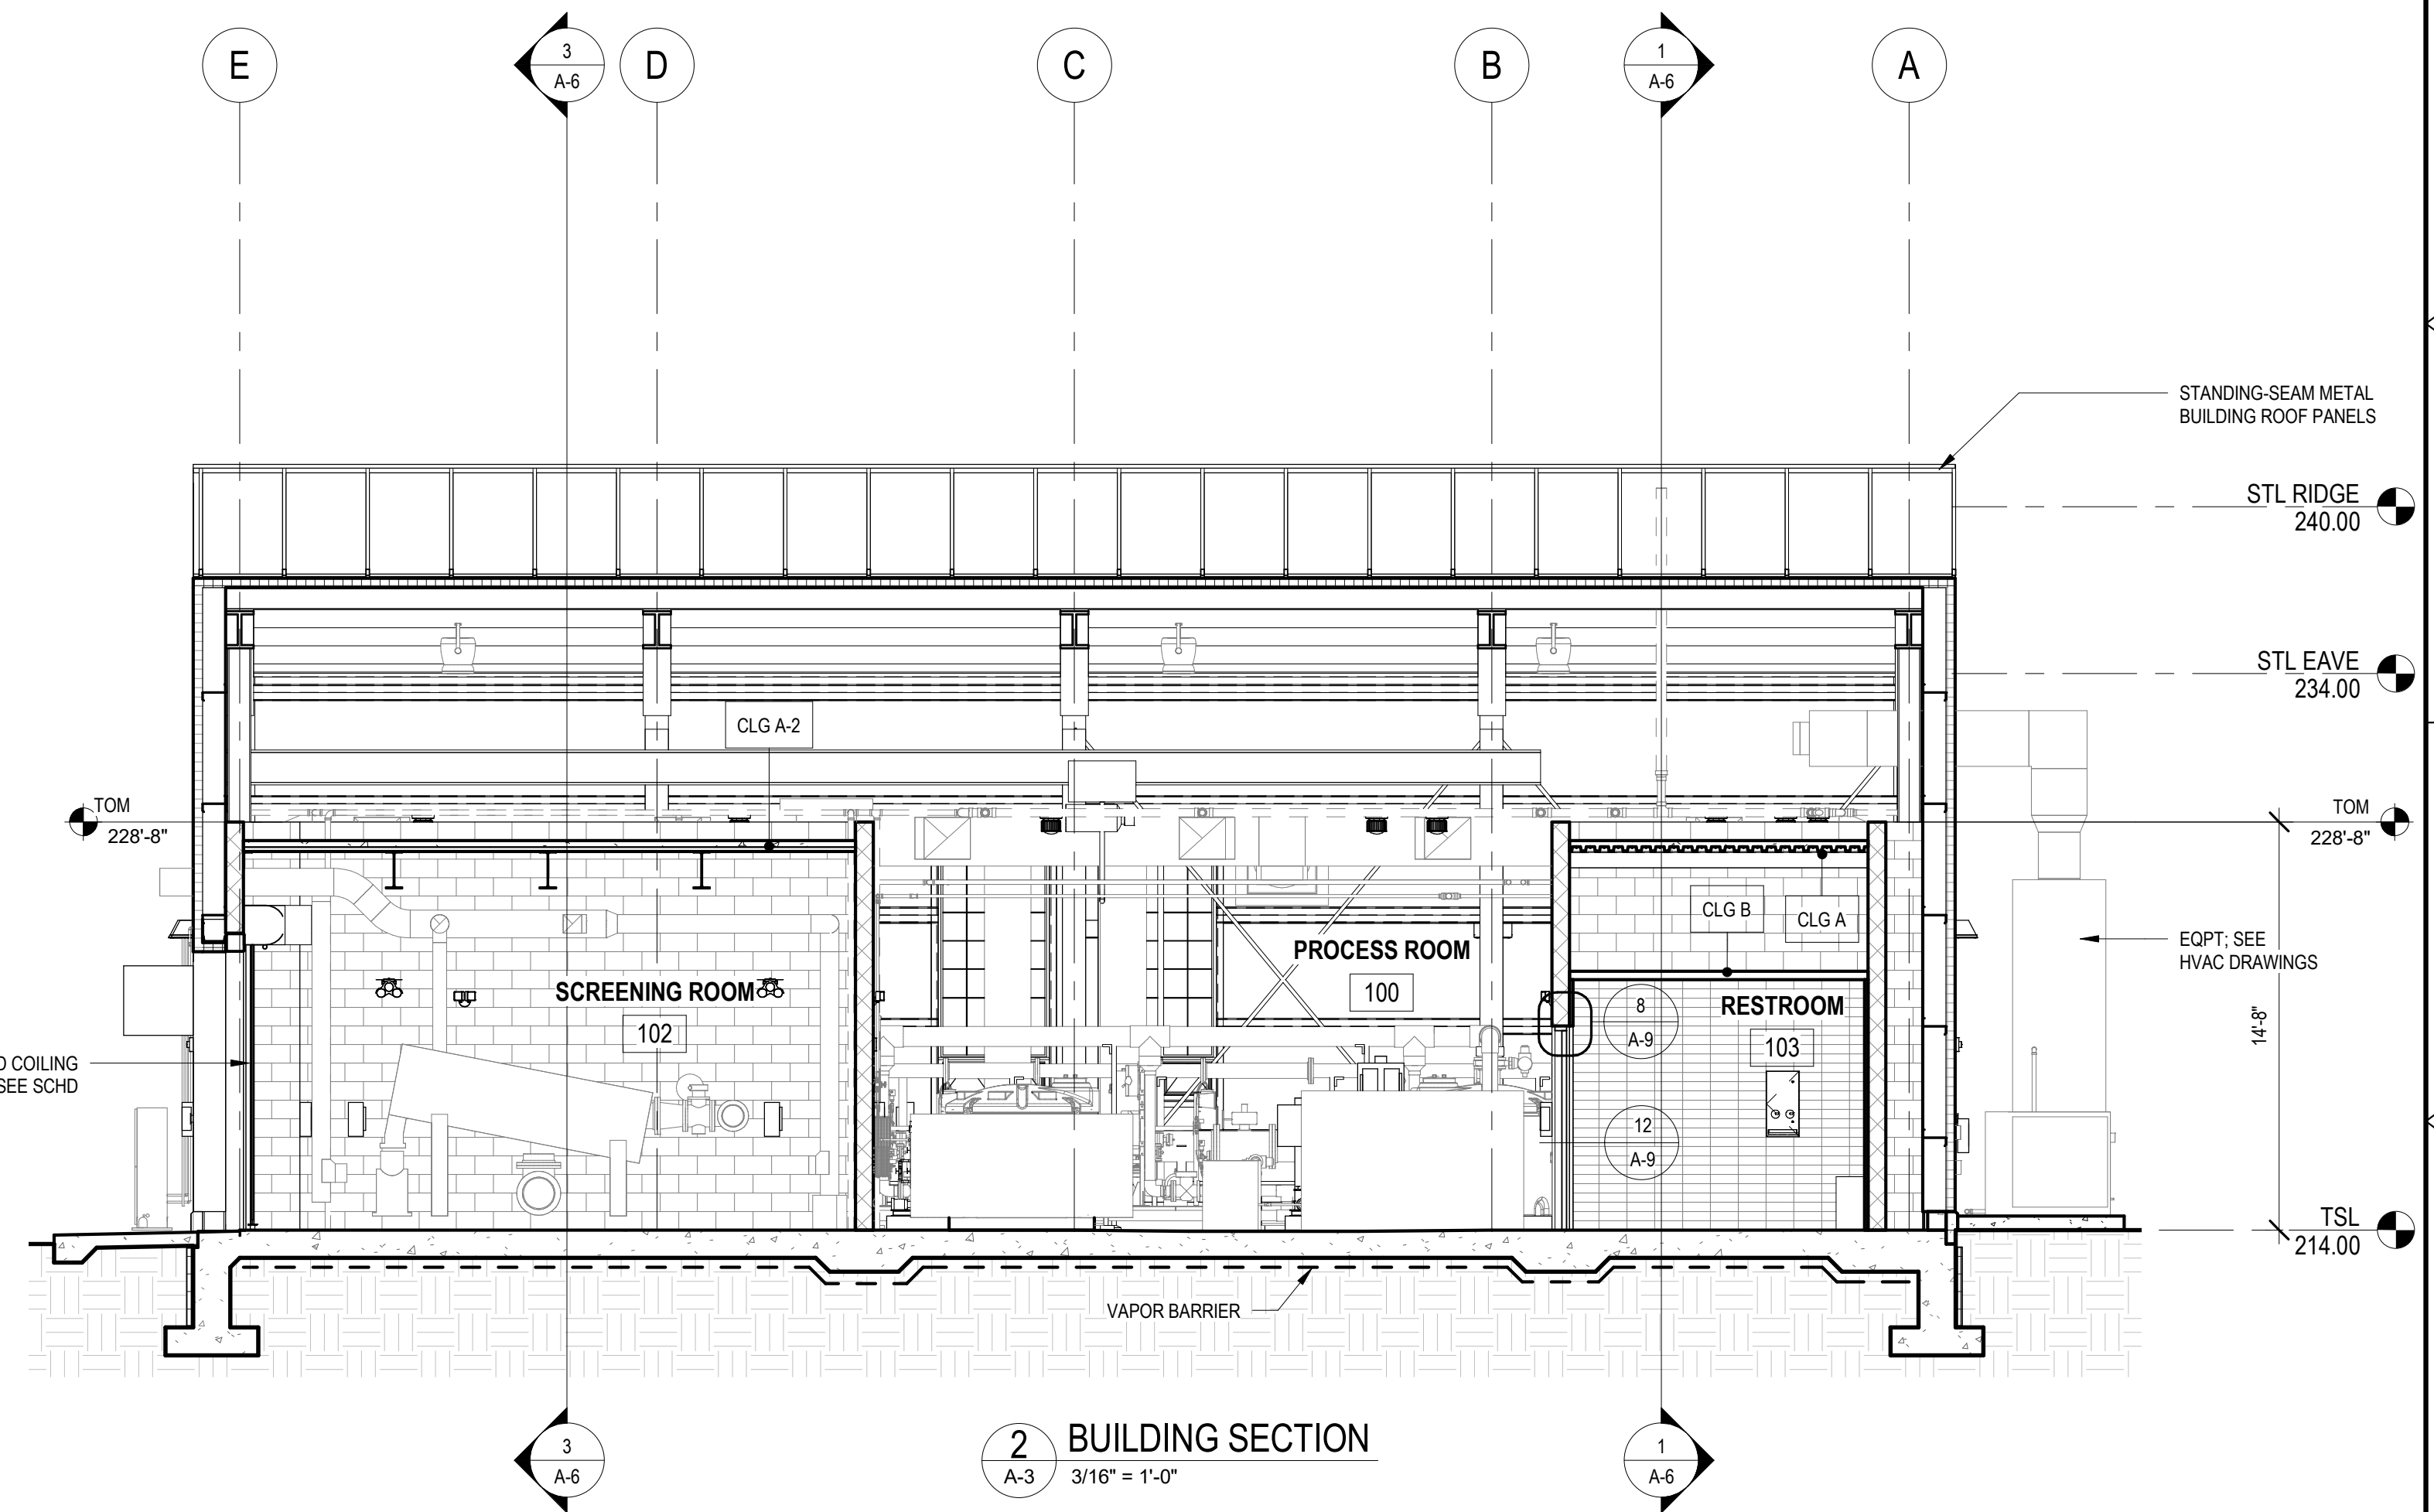 E
3
A-6
D
C
B
1
A-6
A
STANDING-SEAM METAL
BUILDING ROOF PANELS
STL RIDGE
240.00
STL EAVE
234.00
CLG A-2
TOM
228'-8"
TOM
228'-8"
CLG B
CLG A
EQPT; SEE
HVAC DRAWINGS
PROCESS ROOM
100
SCREENING ROOM
102
8
A-9
RESTROOM
103
14'-8"
COILING
SEE SCHD
12
A-9
TSL
214.00
VAPOR BARRIER
3
A-6
2
A-3
BUILDING SECTION
3/16" = 1'-0"
1
A-6